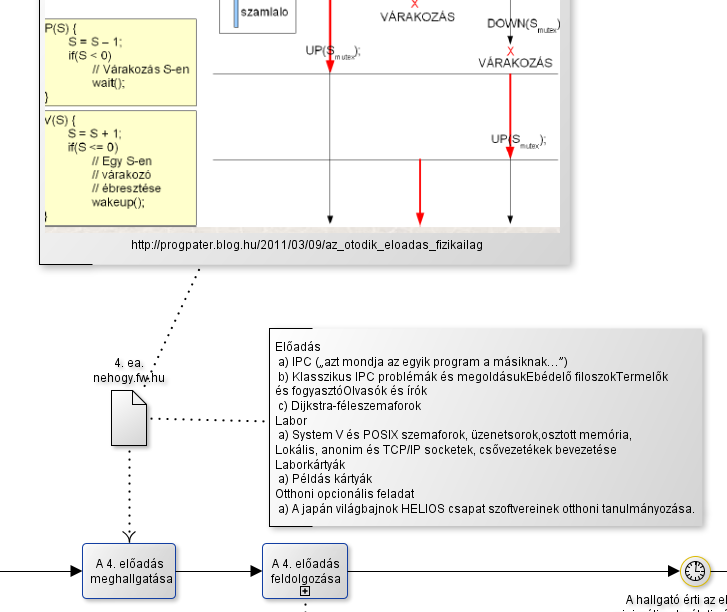 szamlalo
VÁRAKOZÁS
DOWN(Smutex)
X
X
VÁRAKOZÁS
UP(Smutex);
UP(Smutex);
P(S) {
S = S – 1;
if(S < 0)
// Várakozás S-en
wait();
}
V(S) {
S = S + 1;
if(S <= 0)
// Egy S-en
// várakozó
// ébresztése
wakeup();
}
http://progpater.blog.hu/2011/03/09/az_otodik_eloadas_fizikailag
4. ea.
nehogy.fw.hu
Előadás
a) IPC („azt mondja az egyik program a másiknak...”)
b) Klasszikus IPC problémák és megoldásukEbédelő filoszokTermelők
és fogyasztóOlvasók és írók
c) Dijkstra-féleszemaforok
Labor
a) System V és POSIX szemaforok, üzenetsorok,osztott memória,
Lokális, anonim és TCP/IP socketek, csővezetékek bevezetése
Laborkártyák
a) Példás kártyák
Otthoni opcionális feladat
a) A japán világbajnok HELIOS csapat szoftvereinek otthoni tanulmányozása.
A 4. előadás
meghallgatása
A 4. előadás
feldolgozása
A hallgató érti az el